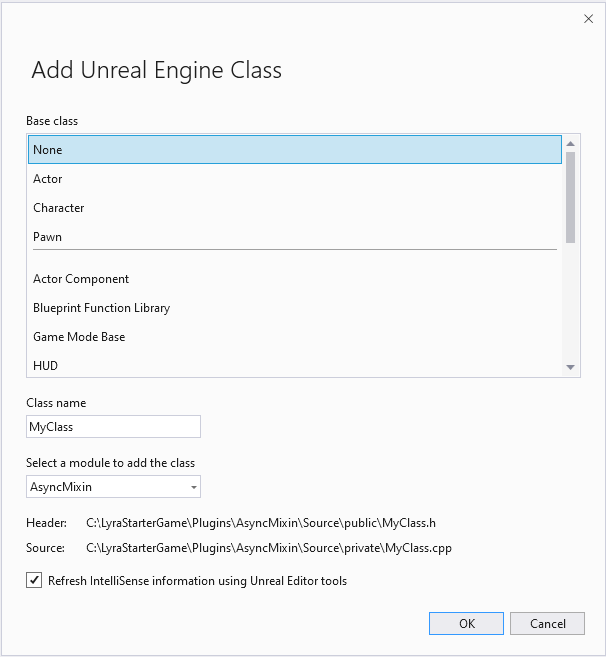 Add Unreal Engine Class
Base class
None
Actor
Character
Pawn
Actor Component
Blueprint Function Library
Game Mode Base
HUD
Class name
MyClass
Select a module to add the class
AsyncMixin
Header: C:\LyraStarterGame\Plugins\AsyncMixin\Source\public\MyClass.h
Source: C:\LyraStarterGame\Plugins\AsyncMixin\Source\private\MyClass.cpp
Refresh IntelliSense information using Unreal Editor tools
OK Cancel